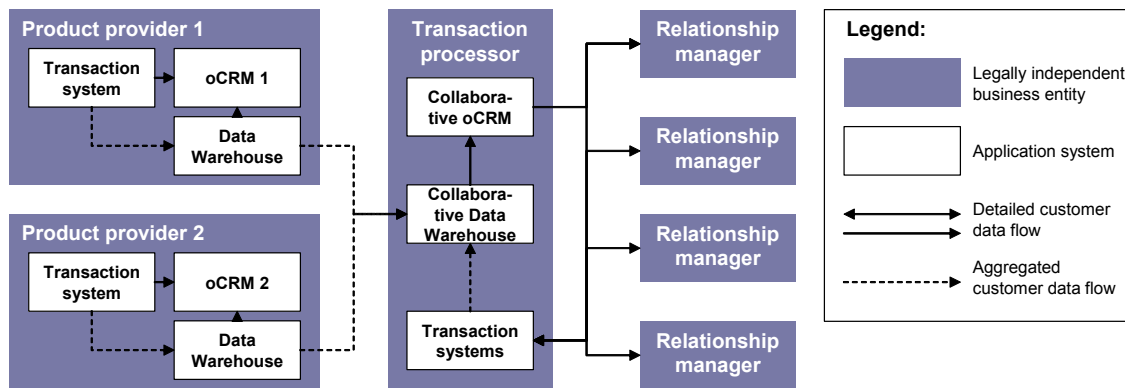 Product provider 1
Transaction
system
oCRM 1
Data
Warehouse
Product provider 2
Transaction
system
oCRM 2
Data
Warehouse
Transaction
processor
Collabora-
tive oCRM
Collabora-
tive Data
Warehouse
Transaction
systems
Relationship
manager
Relationship
manager
Relationship
manager
Relationship
manager
Legend:
Legally independent
business entity
Application system
Detailed customer
data flow
Aggregated
customer data flow